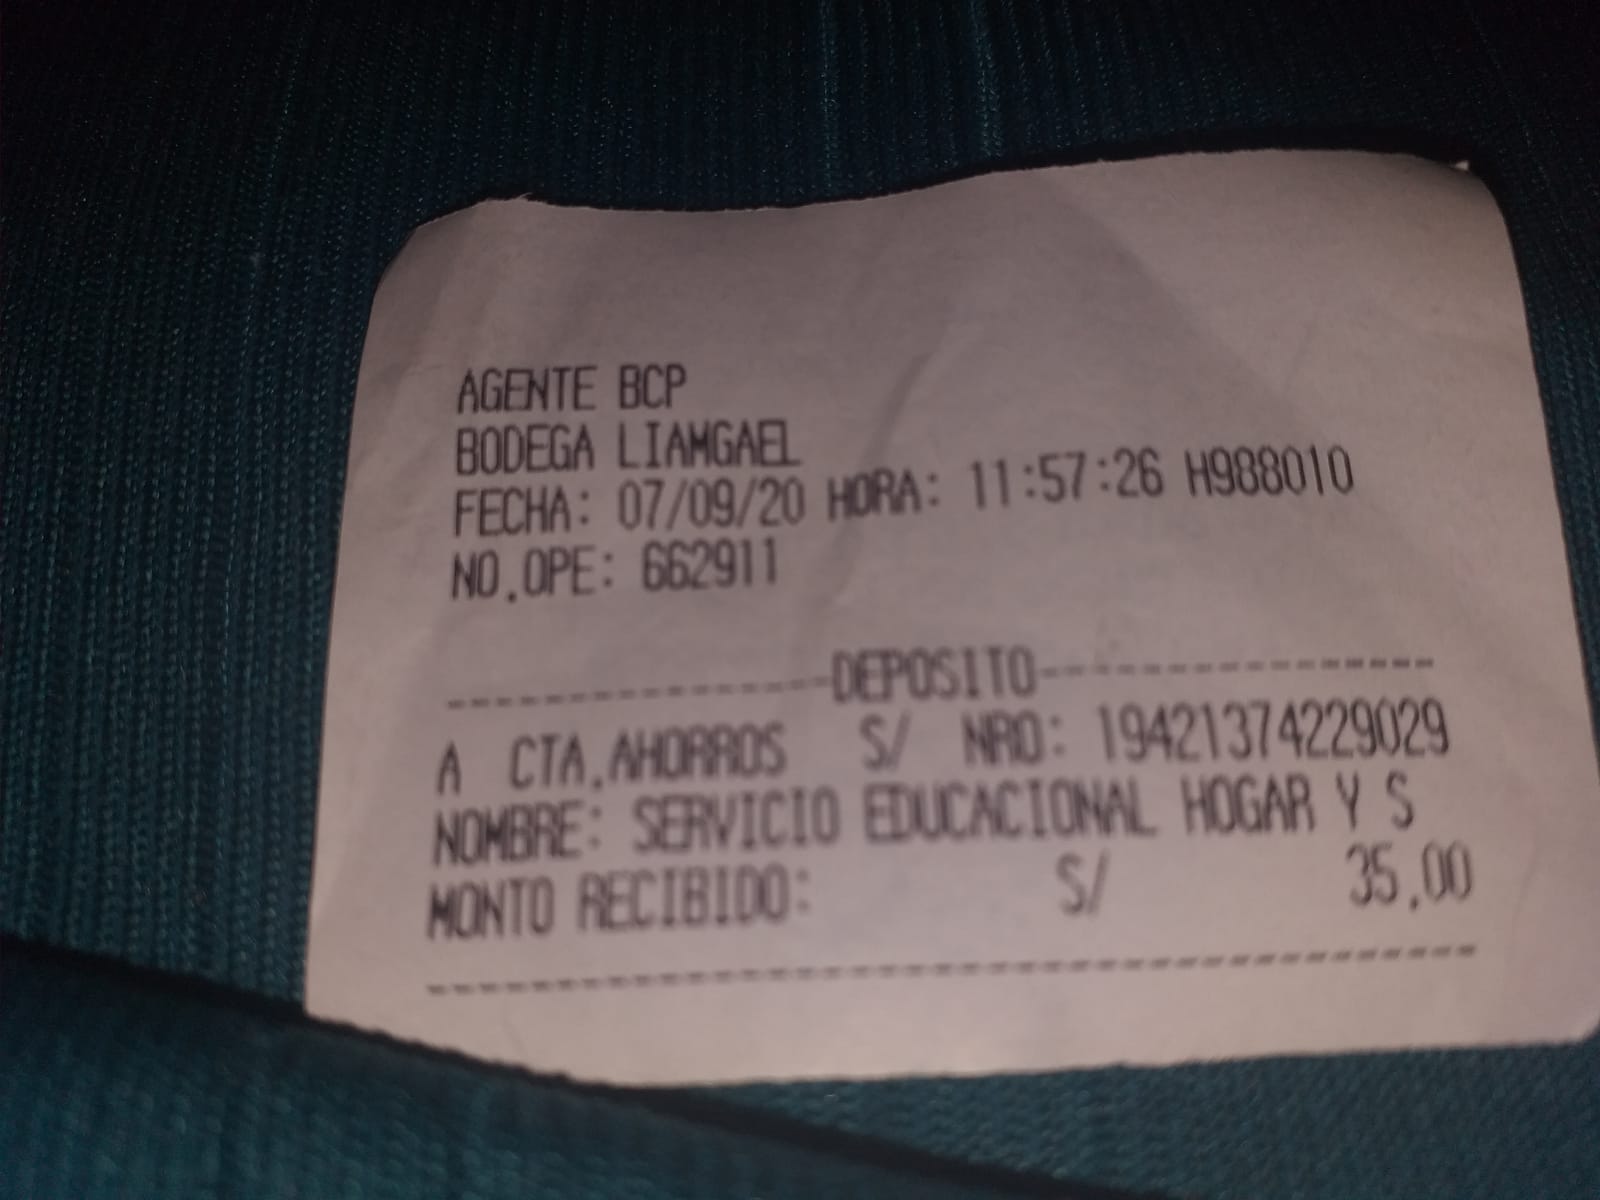 AGENTE BCP
BODEGA LIAMGAEL
FECHA: 07/09/20 HORA: 11:57:26 H988010
NO.OPE: 662911
----------------DEPOSITO----------------
A CTA.AHORROS S/ NRO: 19421374229029
NOMBRE: SERVICIO EDUCACIONAL HOGAR Y S
MONTO RECIBIDO: S/ 35.00
----------------------------------------